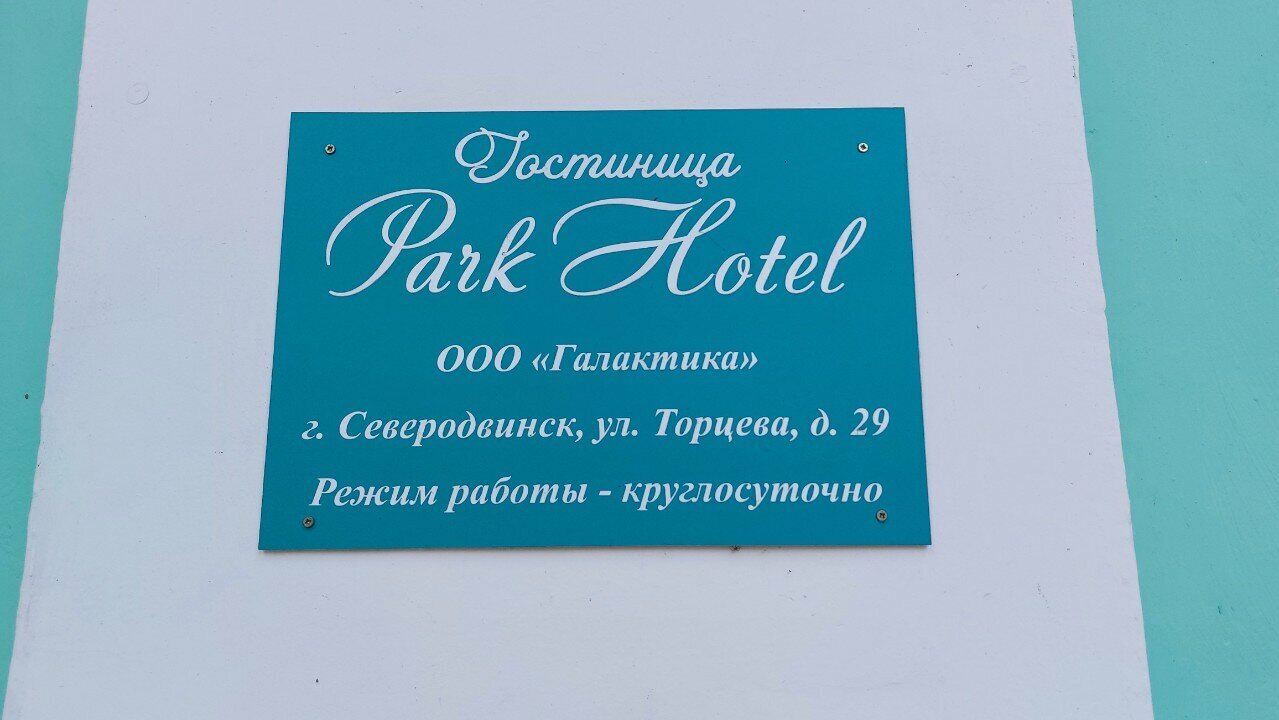 Гостиница
Park Hotel
ООО «Галактика»
г. Северодвинск, ул. Торцева, д. 29
Режим работы - круглосуточно